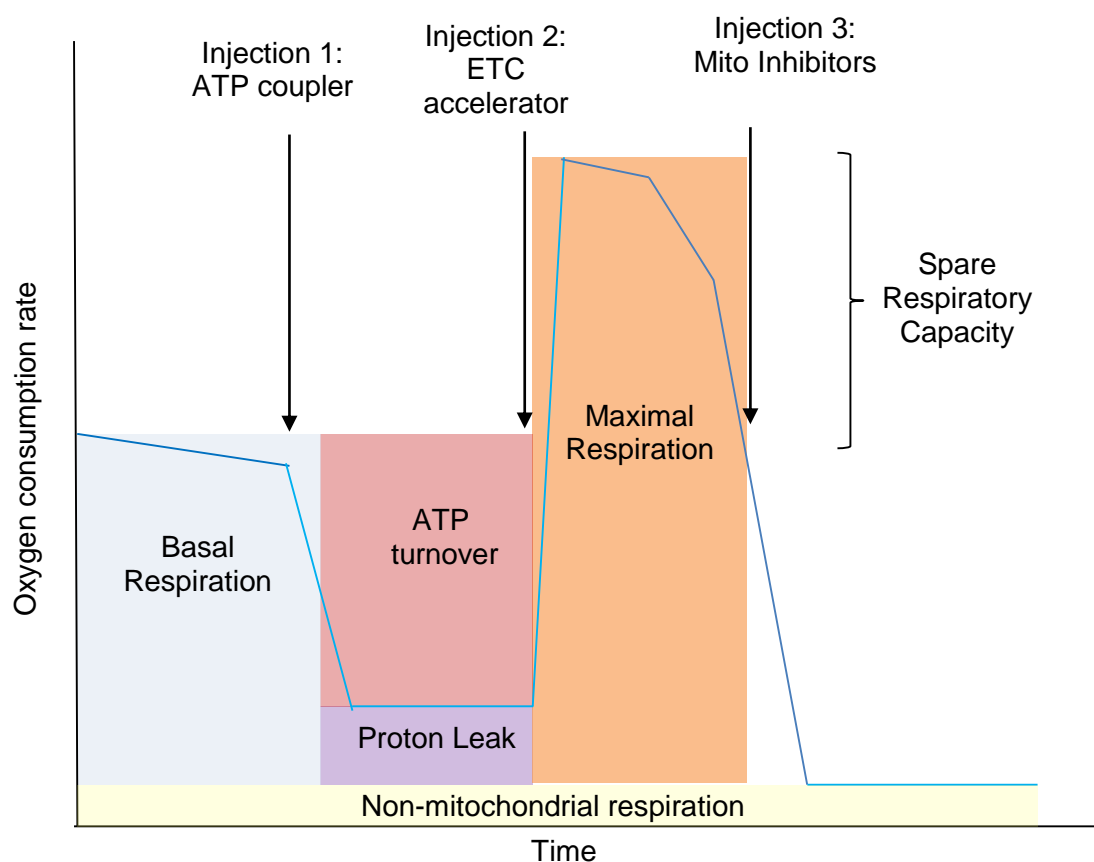 Injection 1:
ATP coupler
Injection 2:
ETC
accelerator
Injection 3:
Mito Inhibitors
Spare
Respiratory
Capacity
Oxygen consumption rate
Maximal
Respiration
ATP
turnover
Basal
Respiration
Proton Leak
Non-mitochondrial respiration
Time